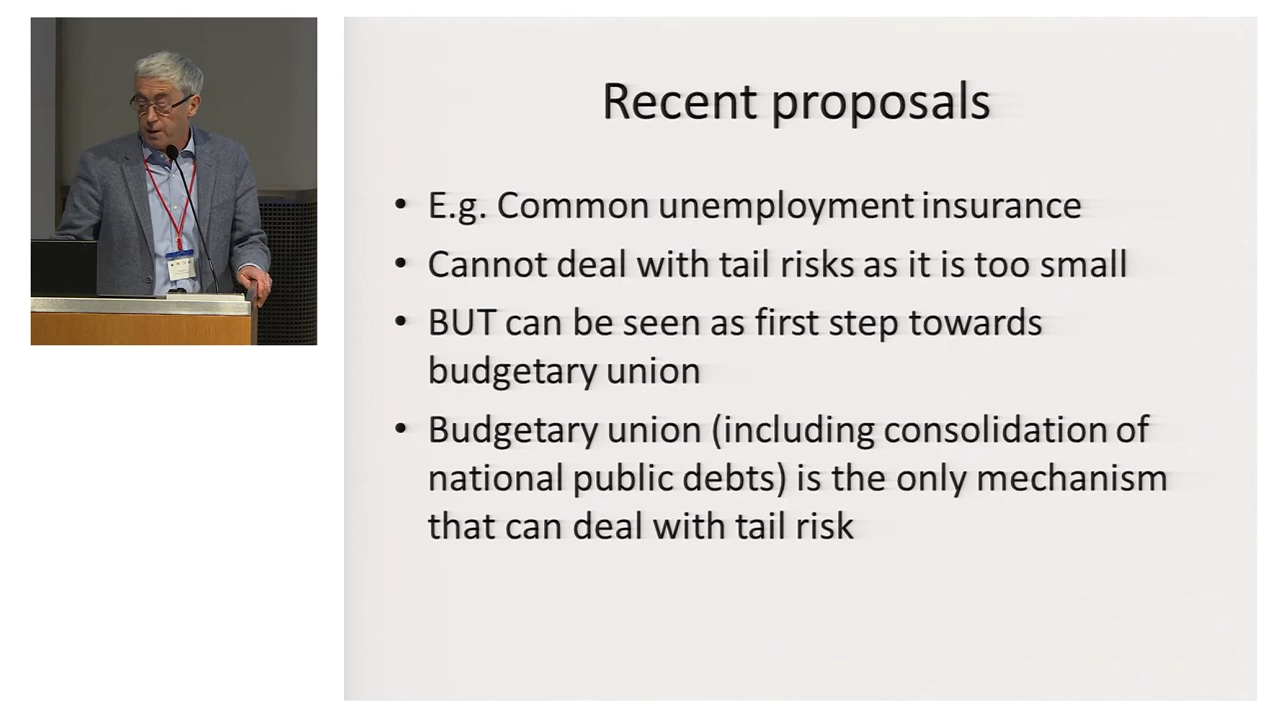 Recent proposals
• E.g. Common unemployment insurance
• Cannot deal with tail risks as it is too small
• BUT can be seen as first step towards
budgetary union
• Budgetary union (including consolidation of
national public debts) is the only mechanism
that can deal with tail risk